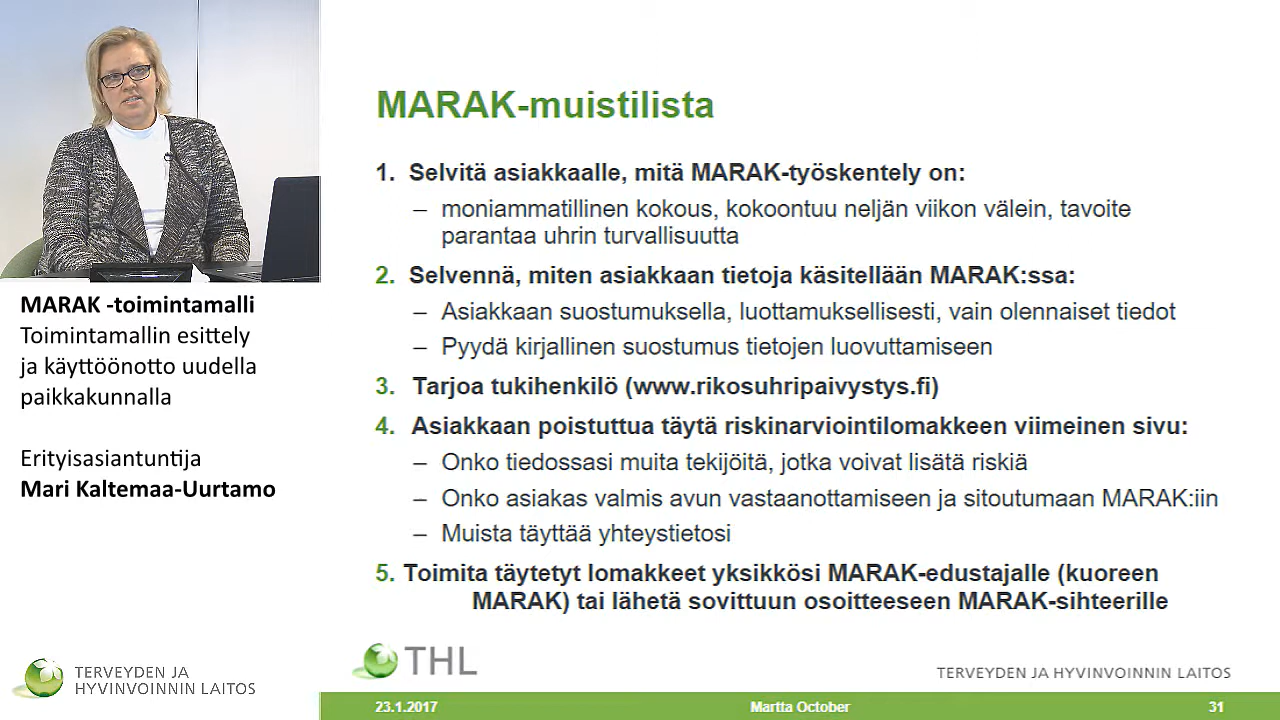 MARAK -toimintamalli
Toimintamallin esittely
ja käyttöönotto uudella
paikkakunnalla
Erityisasiantuntija
Mari Kaltemaa-Uurtamo
TERVEYDEN JA
HYVINVOINNIN LAITOS
MARAK-muistilista
1. Selvitä asiakkaalle, mitä MARAK-työskentely on:
– moniammatillinen kokous, kokoontuu neljän viikon välein, tavoite
parantaa uhrin turvallisuutta
2. Selvennä, miten asiakkaan tietoja käsitellään MARAK:ssa:
– Asiakkaan suostumuksella, luottamuksellisesti, vain olennaiset tiedot
– Pyydä kirjallinen suostumus tietojen luovuttamiseen
3. Tarjoa tukihenkilö (www.rikosuhripaivystys.fi)
4. Asiakkaan poistuttua täytä riskinarviointilomakkeen viimeinen sivu:
– Onko tiedossasi muita tekijöitä, jotka voivat lisätä riskiä
– Onko asiakas valmis avun vastaanottamiseen ja sitoutumaan MARAK:iin
– Muista täyttää yhteystietosi
5. Toimita täytetyt lomakkeet yksikkösi MARAK-edustajalle (kuoreen
MARAK) tai lähetä sovittuun osoitteeseen MARAK-sihteerille
THL
TERVEYDEN JA HYVINVOINNIN LAITOS
23.1.2017 Martta October 31